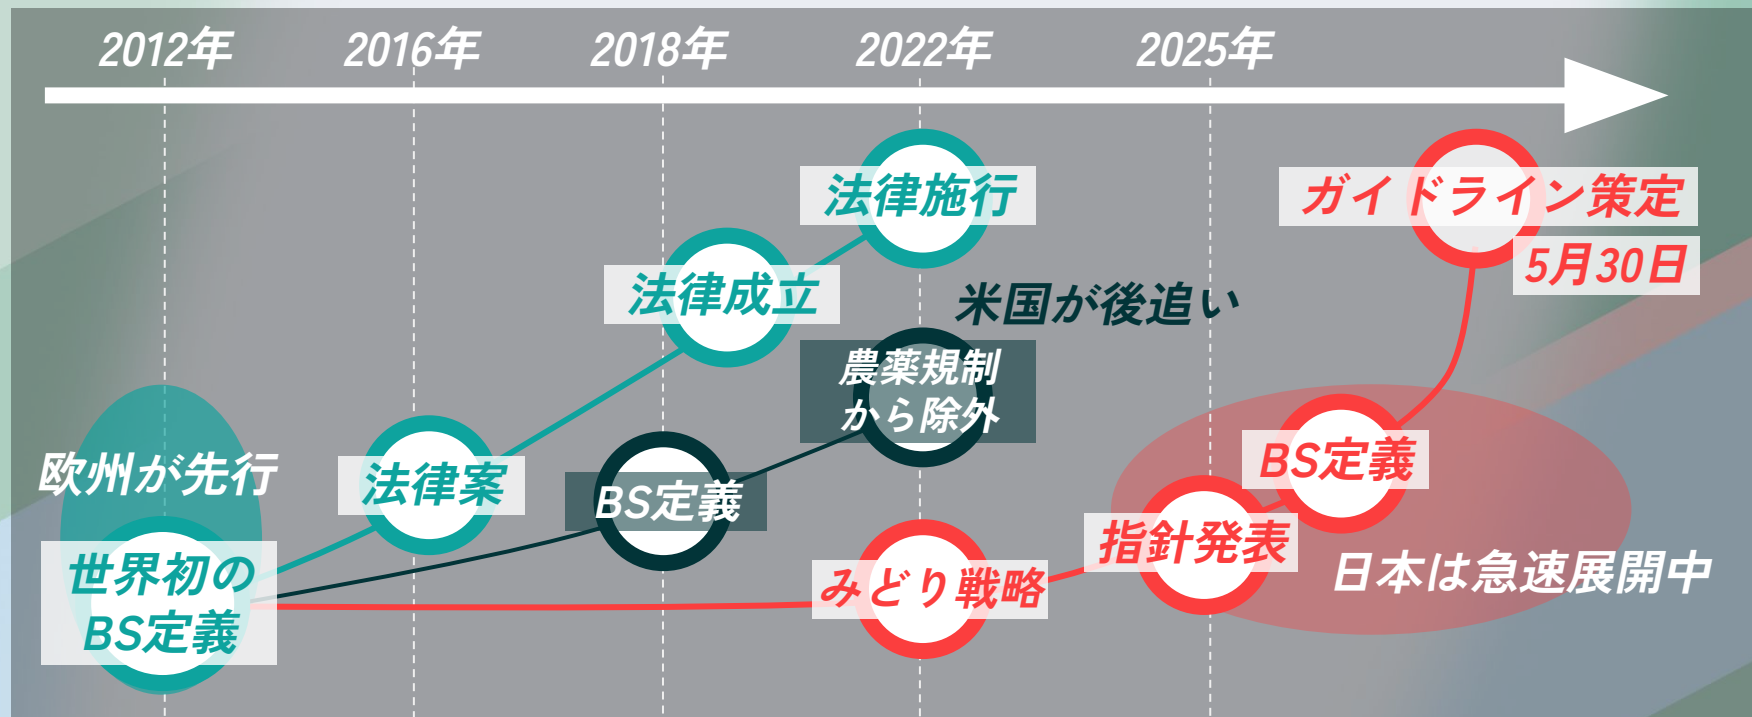 2012年
2016年
2018年
2022年
2025年
法律施行
ガイドライン策定
5月30日
法律成立
米国が後追い
農薬規制
から除外
欧州が先行
法律案
BS定義
BS定義
世界初の
BS定義
みどり戦略
指針発表
日本は急速展開中